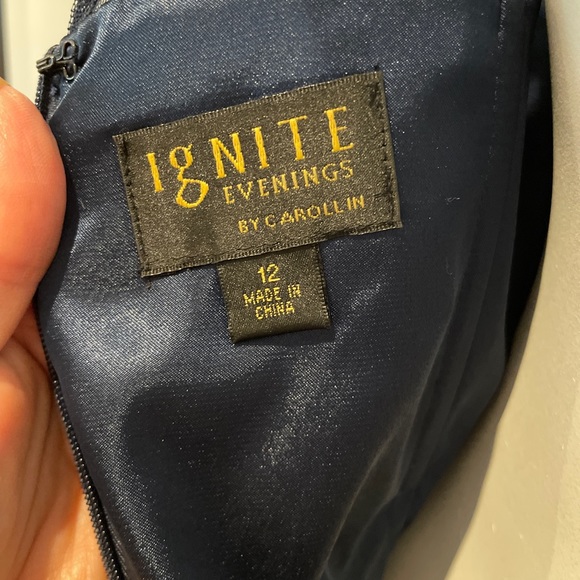 IgNITE
EVENINGS
BY CAROLLIN
12
MADE IN
CHINA